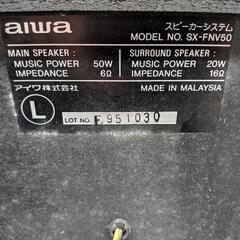 aiwa
スピーカーシステム
MODEL NO. SX-FNV50
MAIN SPEAKER :
MUSIC POWER 50W
IMPEDANCE 6Ω
SURROUND SPEAKER :
MUSIC POWER 20W
IMPEDANCE 16Ω
アイワ株式会社
MADE IN MALAYSIA
L
LOT NO. F951030